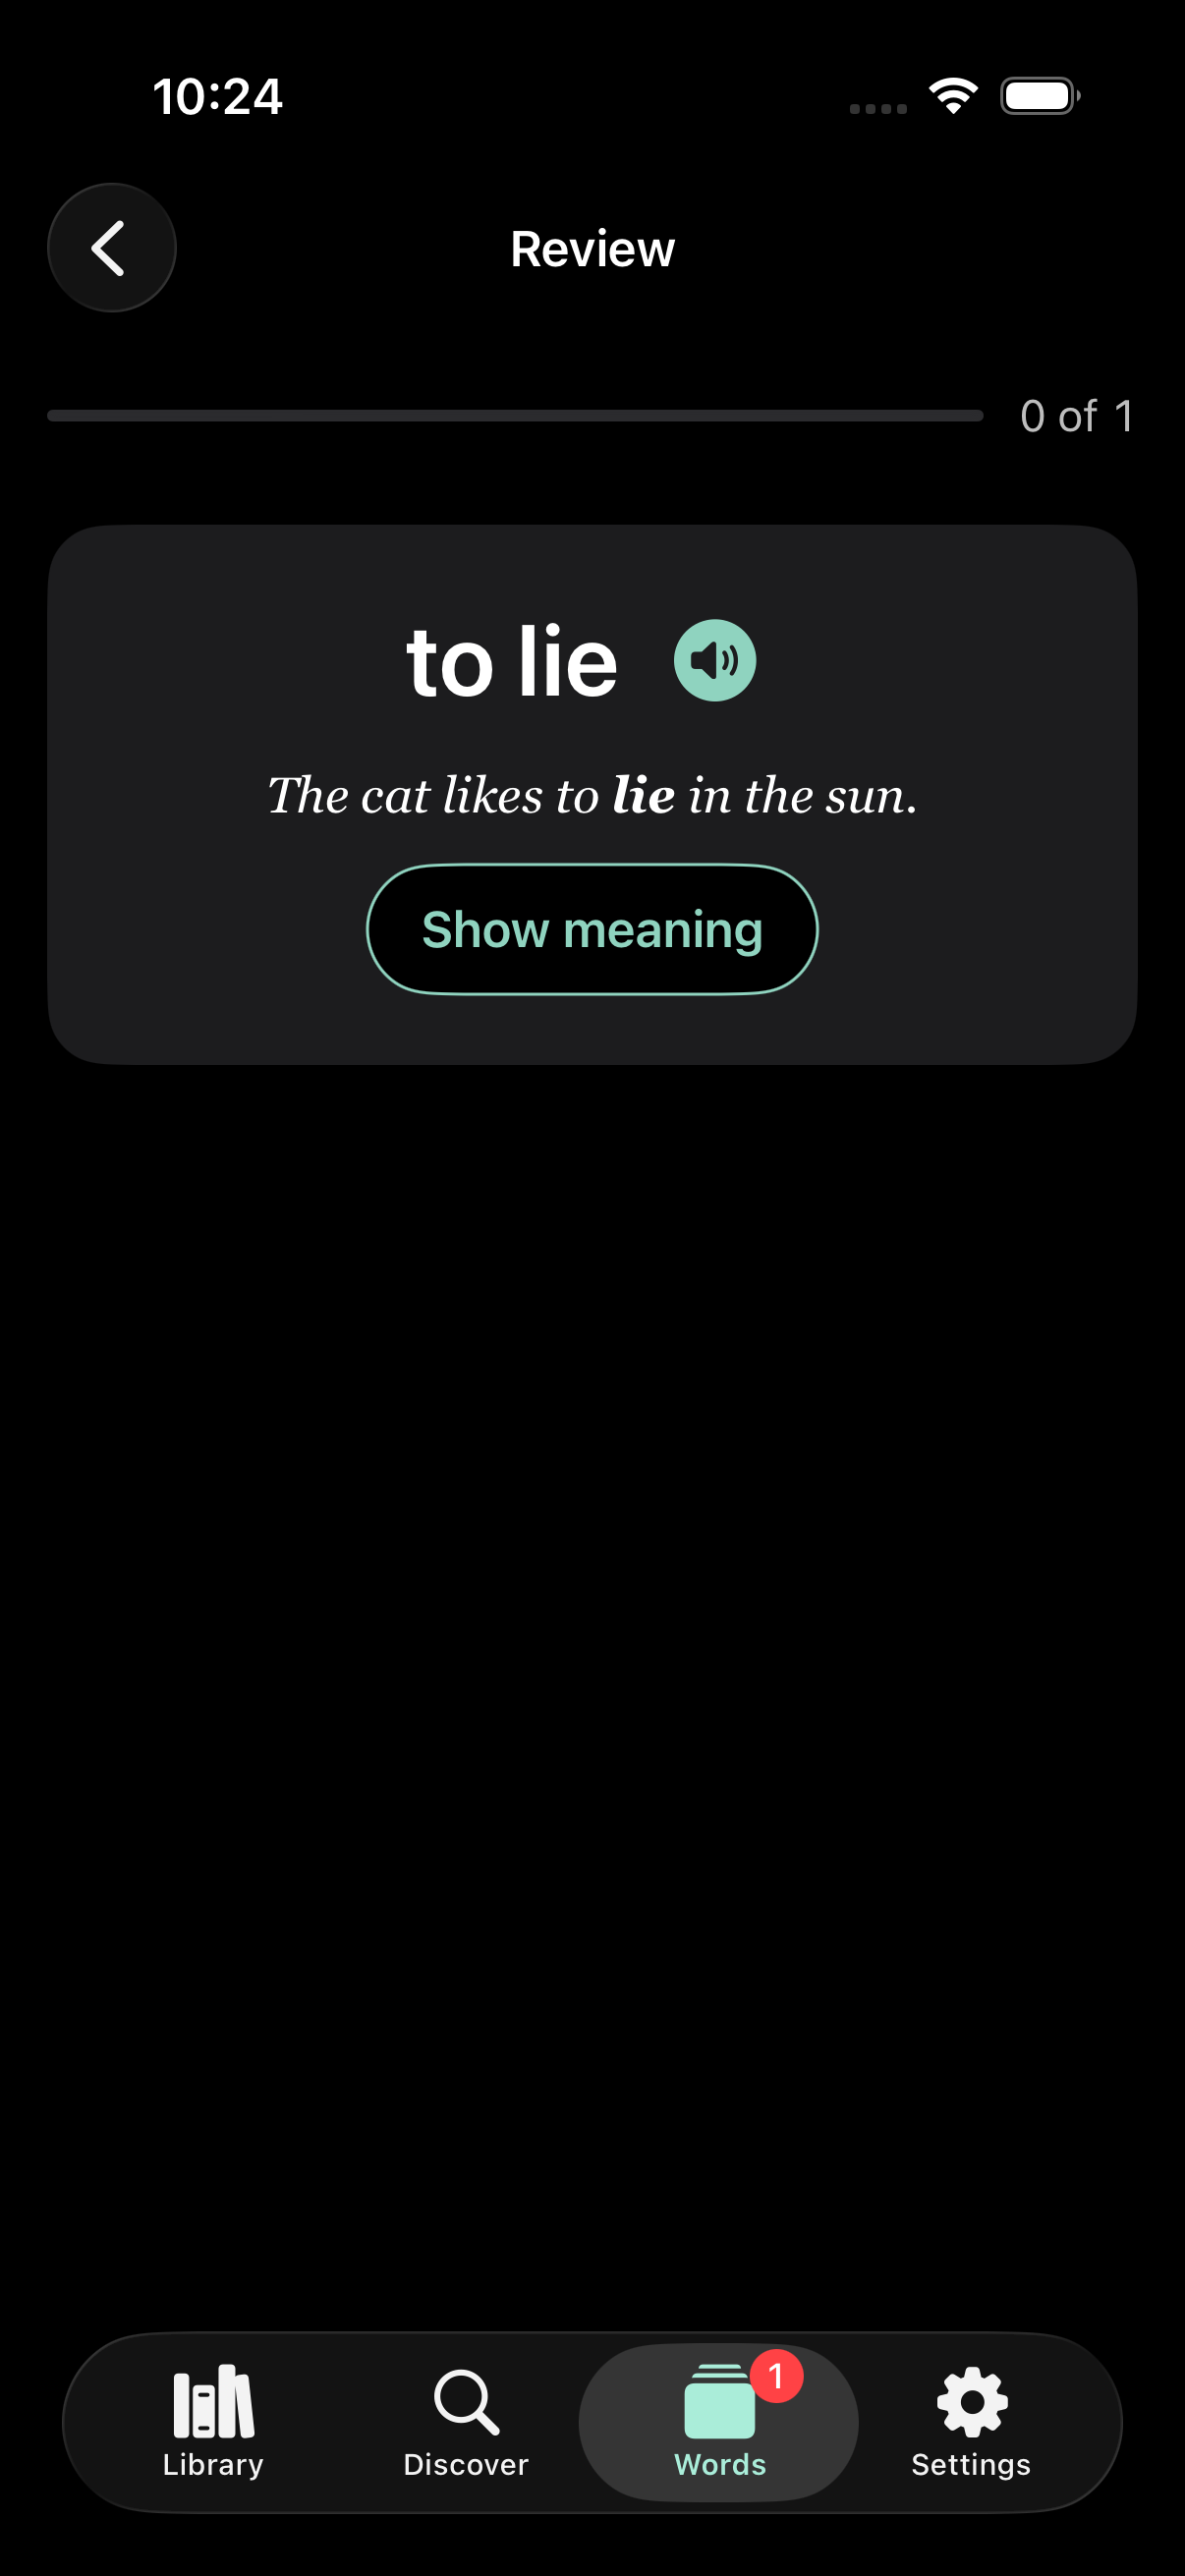 10:24
Review
0 of 1
to lie
The cat likes to lie in the sun.
Show meaning
1
Library
Discover
Words
Settings